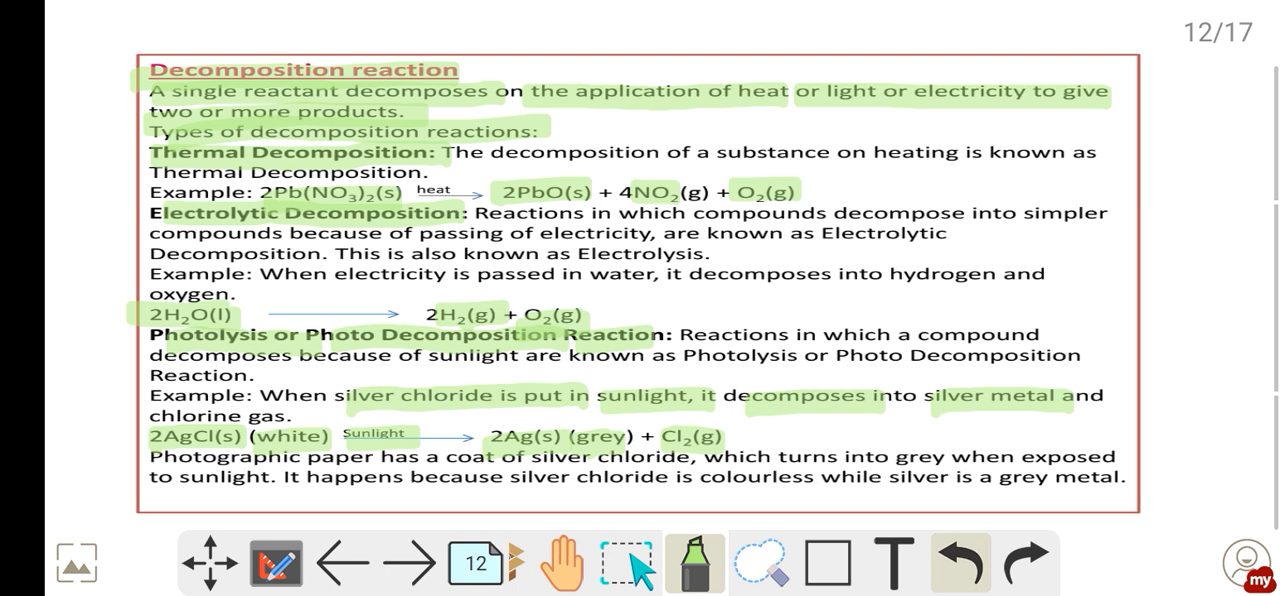 12/17
Decomposition reaction
A single reactant decomposes on the application of heat or light or electricity to give
two or more products.
Types of decomposition reactions:
Thermal Decomposition: The decomposition of a substance on heating is known as
Thermal Decomposition.
Example: 2Pb(NO₃)₂(s) heat → 2PbO(s) + 4NO₂(g) + O₂(g)
Electrolytic Decomposition: Reactions in which compounds decompose into simpler
compounds because of passing of electricity, are known as Electrolytic
Decomposition. This is also known as Electrolysis.
Example: When electricity is passed in water, it decomposes into hydrogen and
oxygen.
2H₂O(l) → 2H₂(g) + O₂(g)
Photolysis or Photo Decomposition Reaction: Reactions in which a compound
decomposes because of sunlight are known as Photolysis or Photo Decomposition
Reaction.
Example: When silver chloride is put in sunlight, it decomposes into silver metal and
chlorine gas.
2AgCl(s) (white) Sunlight → 2Ag(s) (grey) + Cl₂(g)
Photographic paper has a coat of silver chloride, which turns into grey when exposed
to sunlight. It happens because silver chloride is colourless while silver is a grey metal.
12
T
my